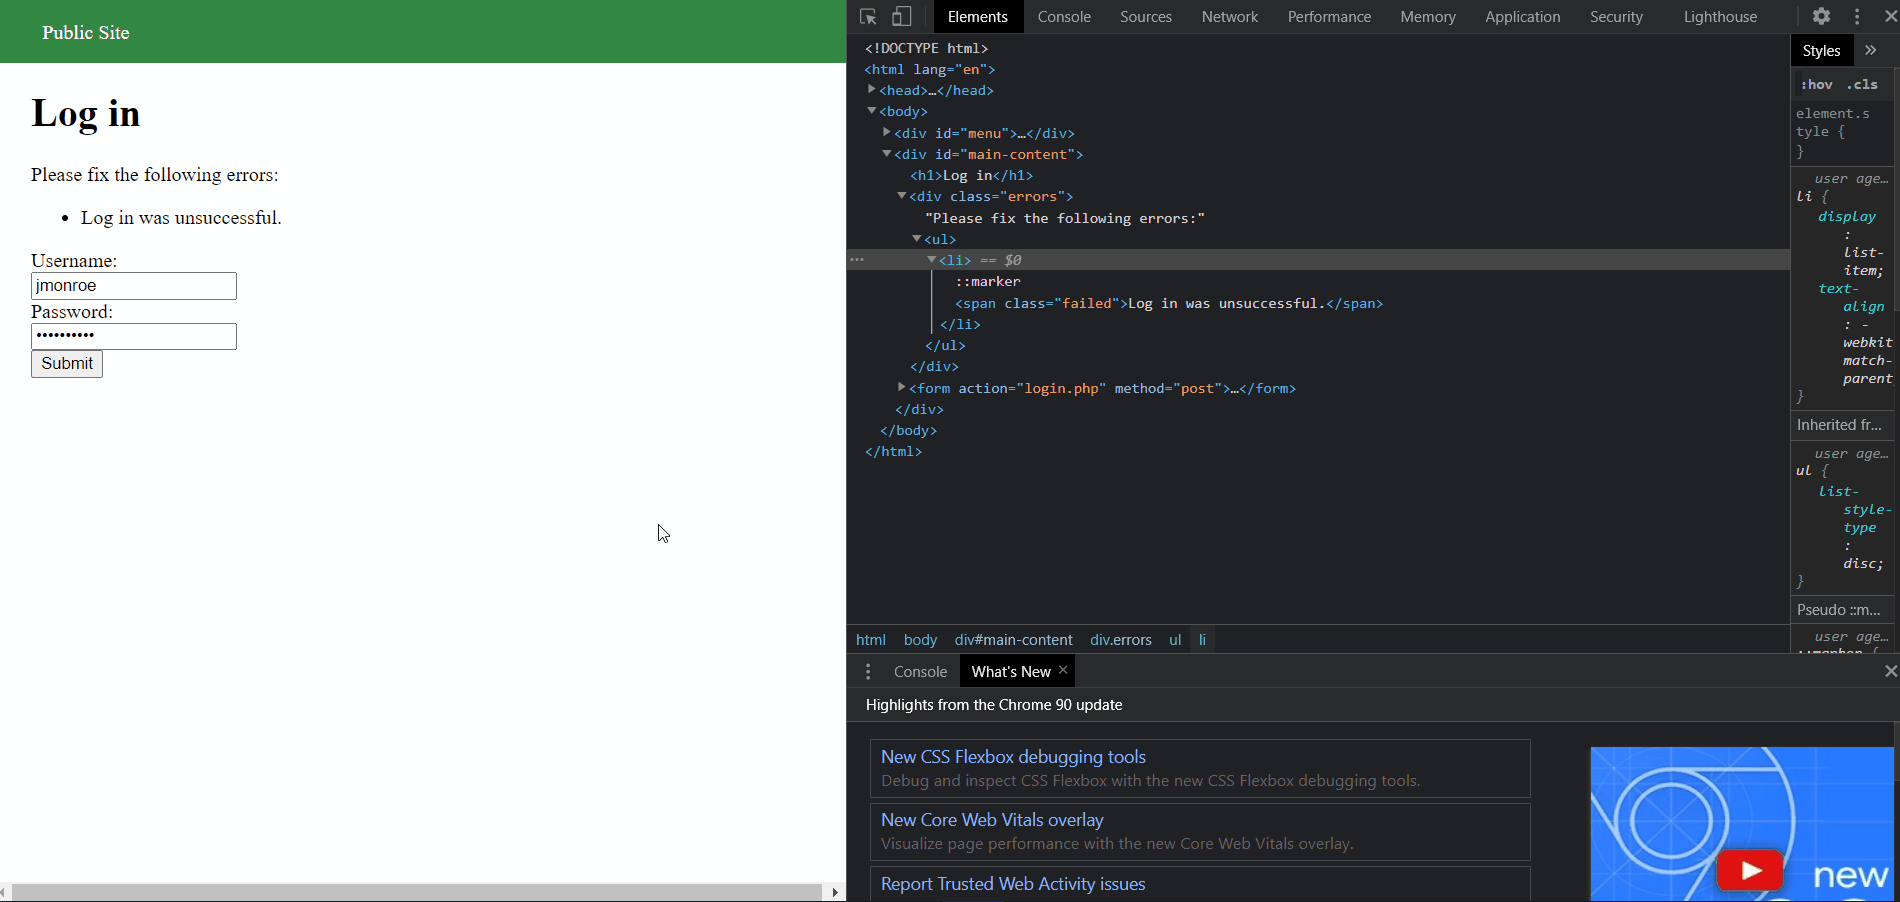 Public Site
Log in
Please fix the following errors:
• Log in was unsuccessful.
Username:
jmonroe
Password:
••••••••••
Submit
Elements Console Sources Network Performance Memory Application Security Lighthouse
<!DOCTYPE html>
<html lang="en">
<head>…</head>
<body>
<div id="menu">…</div>
<div id="main-content">
<h1>Log in</h1>
<div class="errors">
"Please fix the following errors:"
<ul>
<li> == $0
::marker
<span class="failed">Log in was unsuccessful.</span>
</li>
</ul>
</div>
<form action="login.php" method="post">…</form>
</div>
</body>
</html>
html body div#main-content div.errors ul li
Styles »
:hov .cls
element.s
tyle {
}
user age…
li {
display
:
list-
item;
text-
align
: -
webkit
match-
parent
}
Inherited fr…
user age…
ul {
list-
style-
type
:
disc;
}
Pseudo ::m…
user age…
::marker {
Console What's New ×
Highlights from the Chrome 90 update
New CSS Flexbox debugging tools
Debug and inspect CSS Flexbox with the new CSS Flexbox debugging tools.
New Core Web Vitals overlay
Visualize page performance with the new Core Web Vitals overlay.
Report Trusted Web Activity issues
new